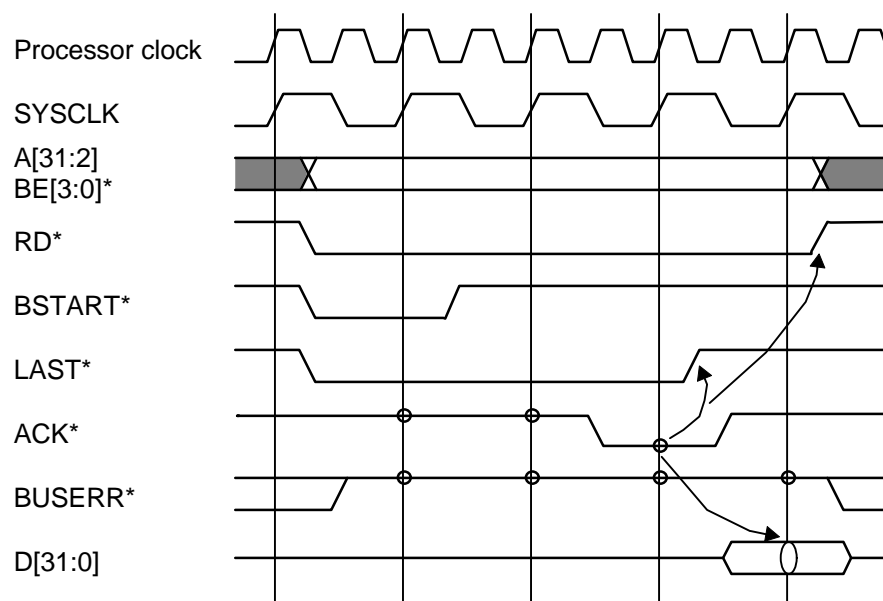 Processor clock
SYSCLK
A[31:2]
BE[3:0]*
RD*
BSTART*
LAST*
ACK*
BUSERR*
D[31:0]